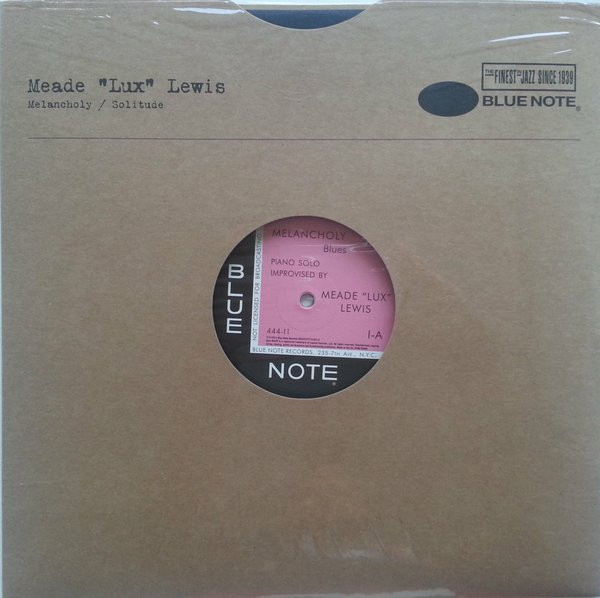 Meade "Lux" Lewis
Melancholy / Solitude
THE FINEST IN JAZZ SINCE 1939
BLUE NOTE®
MELANCHOLY
Blues
PIANO SOLO
IMPROVISED BY
MEADE "LUX"
LEWIS
444-11
I-A
NOT LICENSED FOR BROADCASTING
BLUE NOTE RECORDS, 235-7th Ave., N.Y.C.
BLUE
NOTE®